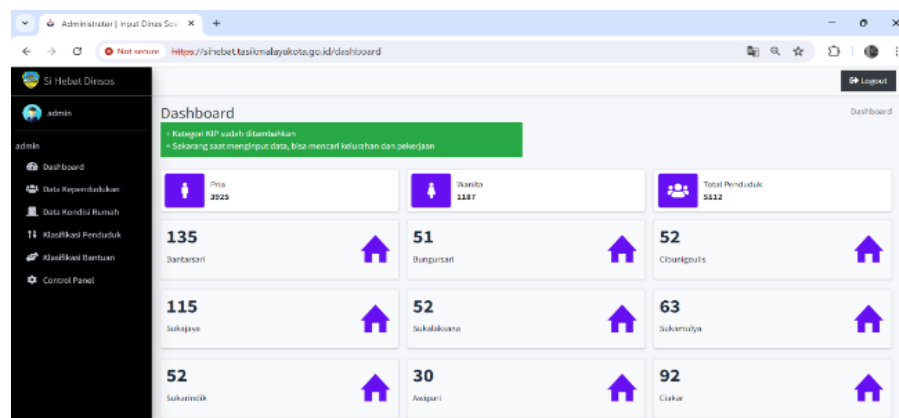 Administrator | Input Dinas Sos
Not secure https://sihebat.tasikmalayakota.go.id/dashboard
Si Hebat Dinsos
Logout
admin
Dashboard
Dashboard
+ Kategori KIP sudah ditambahkan
+ Sekarang saat menginput data, bisa mencari kelurahan dan pekerjaan
admin
Dashboard
Data Kependudukan
Data Kondisi Rumah
Klasifikasi Penduduk
Klasifikasi Bantuan
Control Panel
Pria
3925
Wanita
1187
Total Penduduk
5112
135
Bantarsari
51
Bungursari
52
Cibunigeulis
115
Sukajaya
52
Sukalaksana
63
Sukamulya
52
Sukarindik
30
Awipari
92
Ciakar